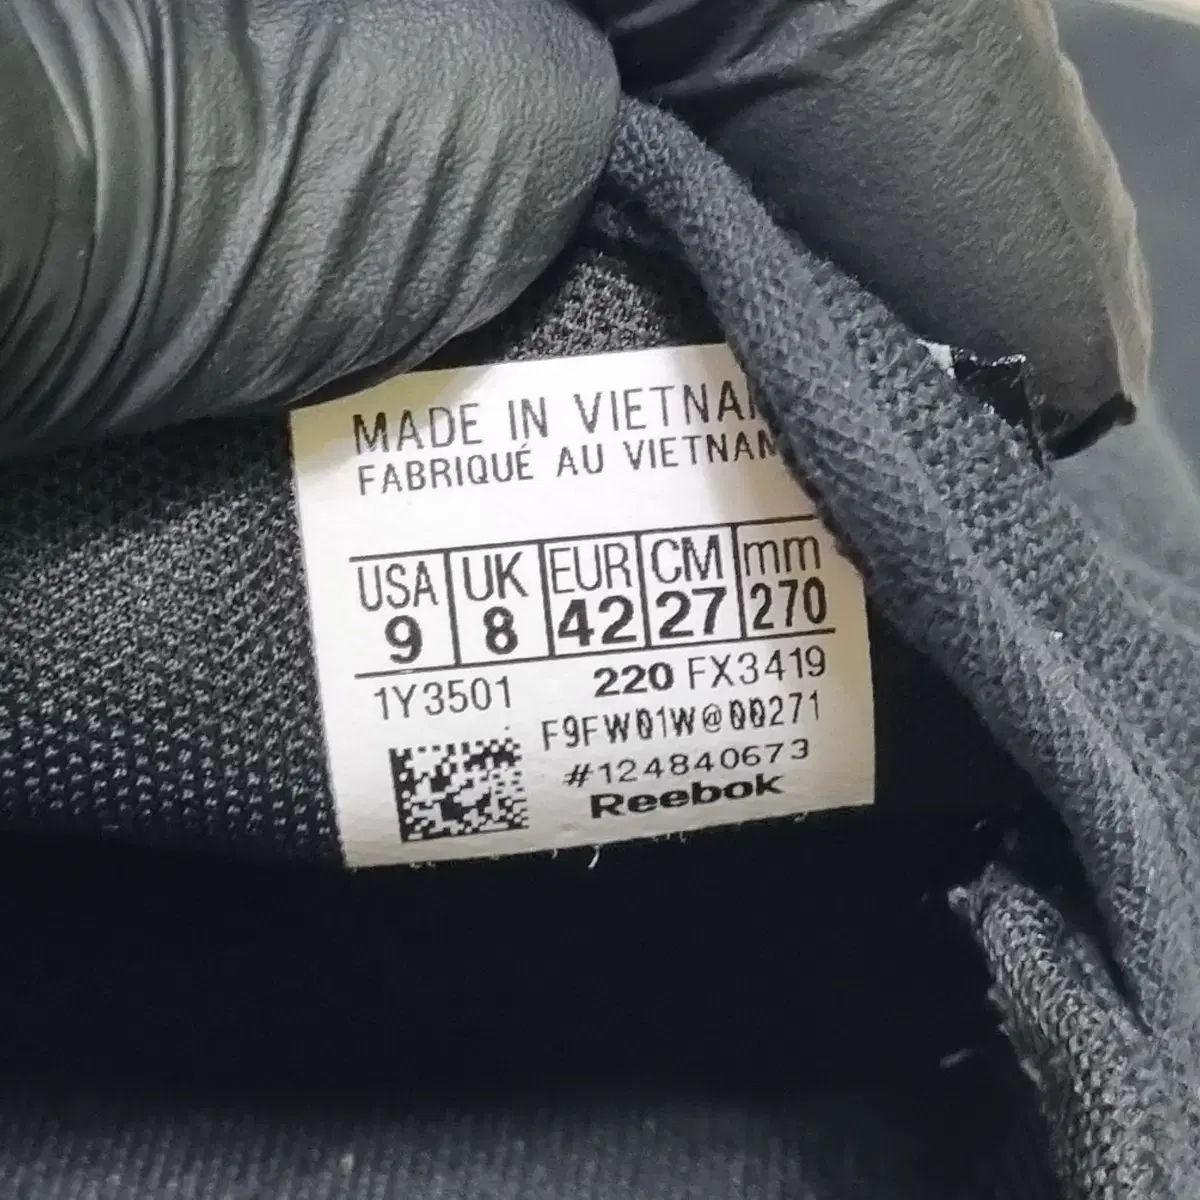 MADE IN VIETNAM
FABRIQUÉ AU VIETNAM
USA UK EUR CM mm
9 8 42 27 270
1Y3501 220 FX3419
F9FW01W@00271
#124840673
Reebok